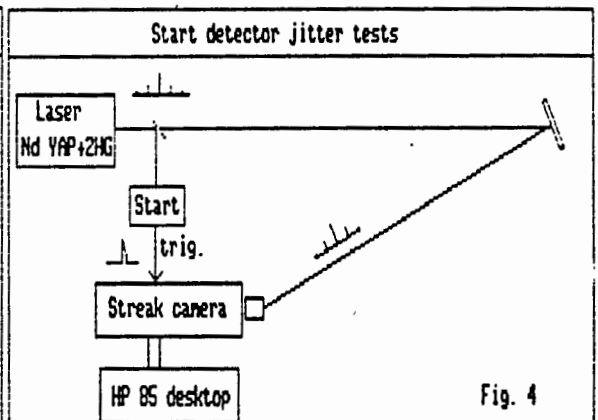 Start detector jitter tests
Laser
Nd YAP+2HG
Start
trig.
Streak camera
HP 85 desktop
Fig. 4